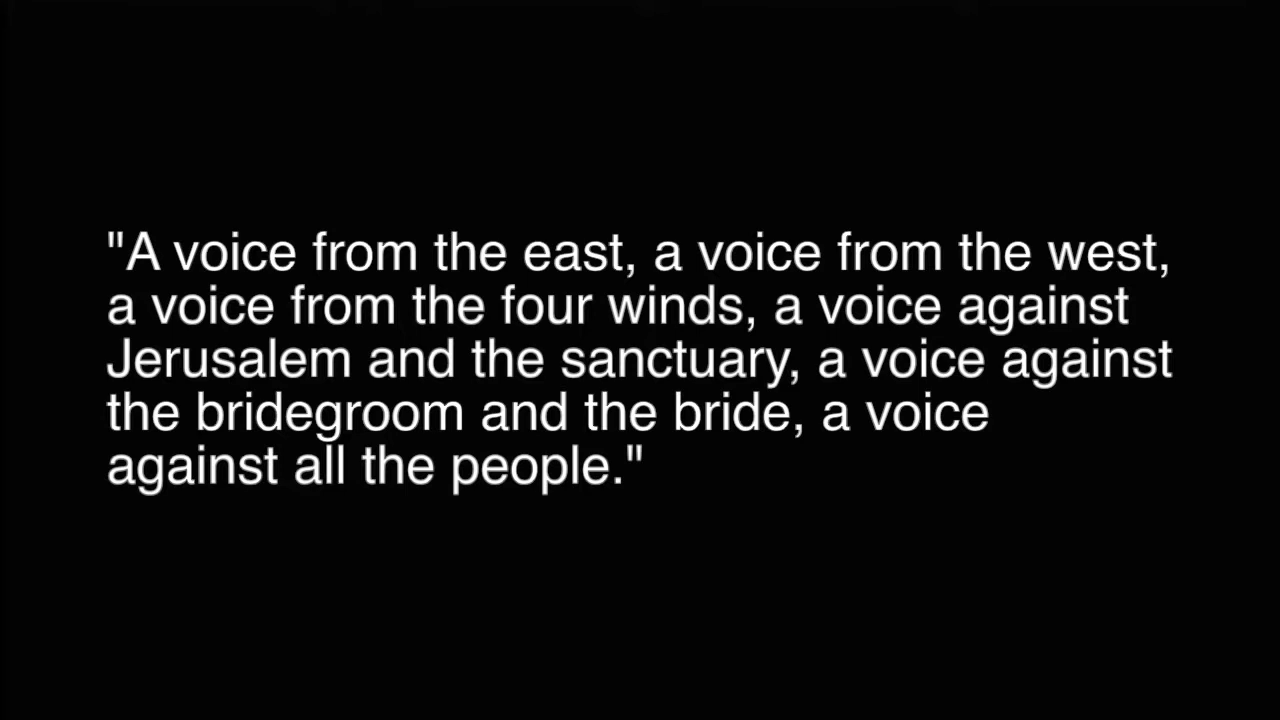 "A voice from the east, a voice from the west,
a voice from the four winds, a voice against
Jerusalem and the sanctuary, a voice against
the bridegroom and the bride, a voice
against all the people."